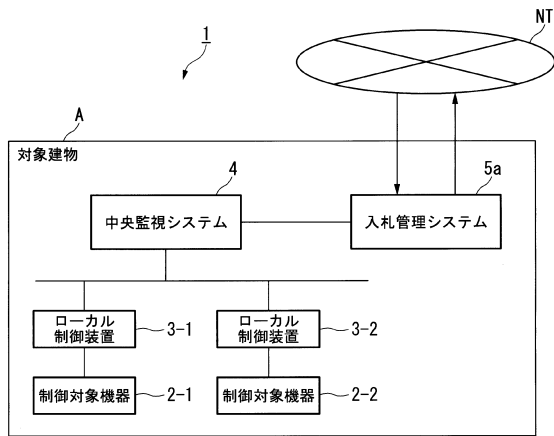 NT
1
A
対象建物
4
5a
中央監視システム
入札管理システム
ローカル
制御装置
3-1
ローカル
制御装置
3-2
制御対象機器
2-1
制御対象機器
2-2